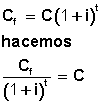 C_f = C(1+i)^t
hacemos
C_f / (1+i)^t = C